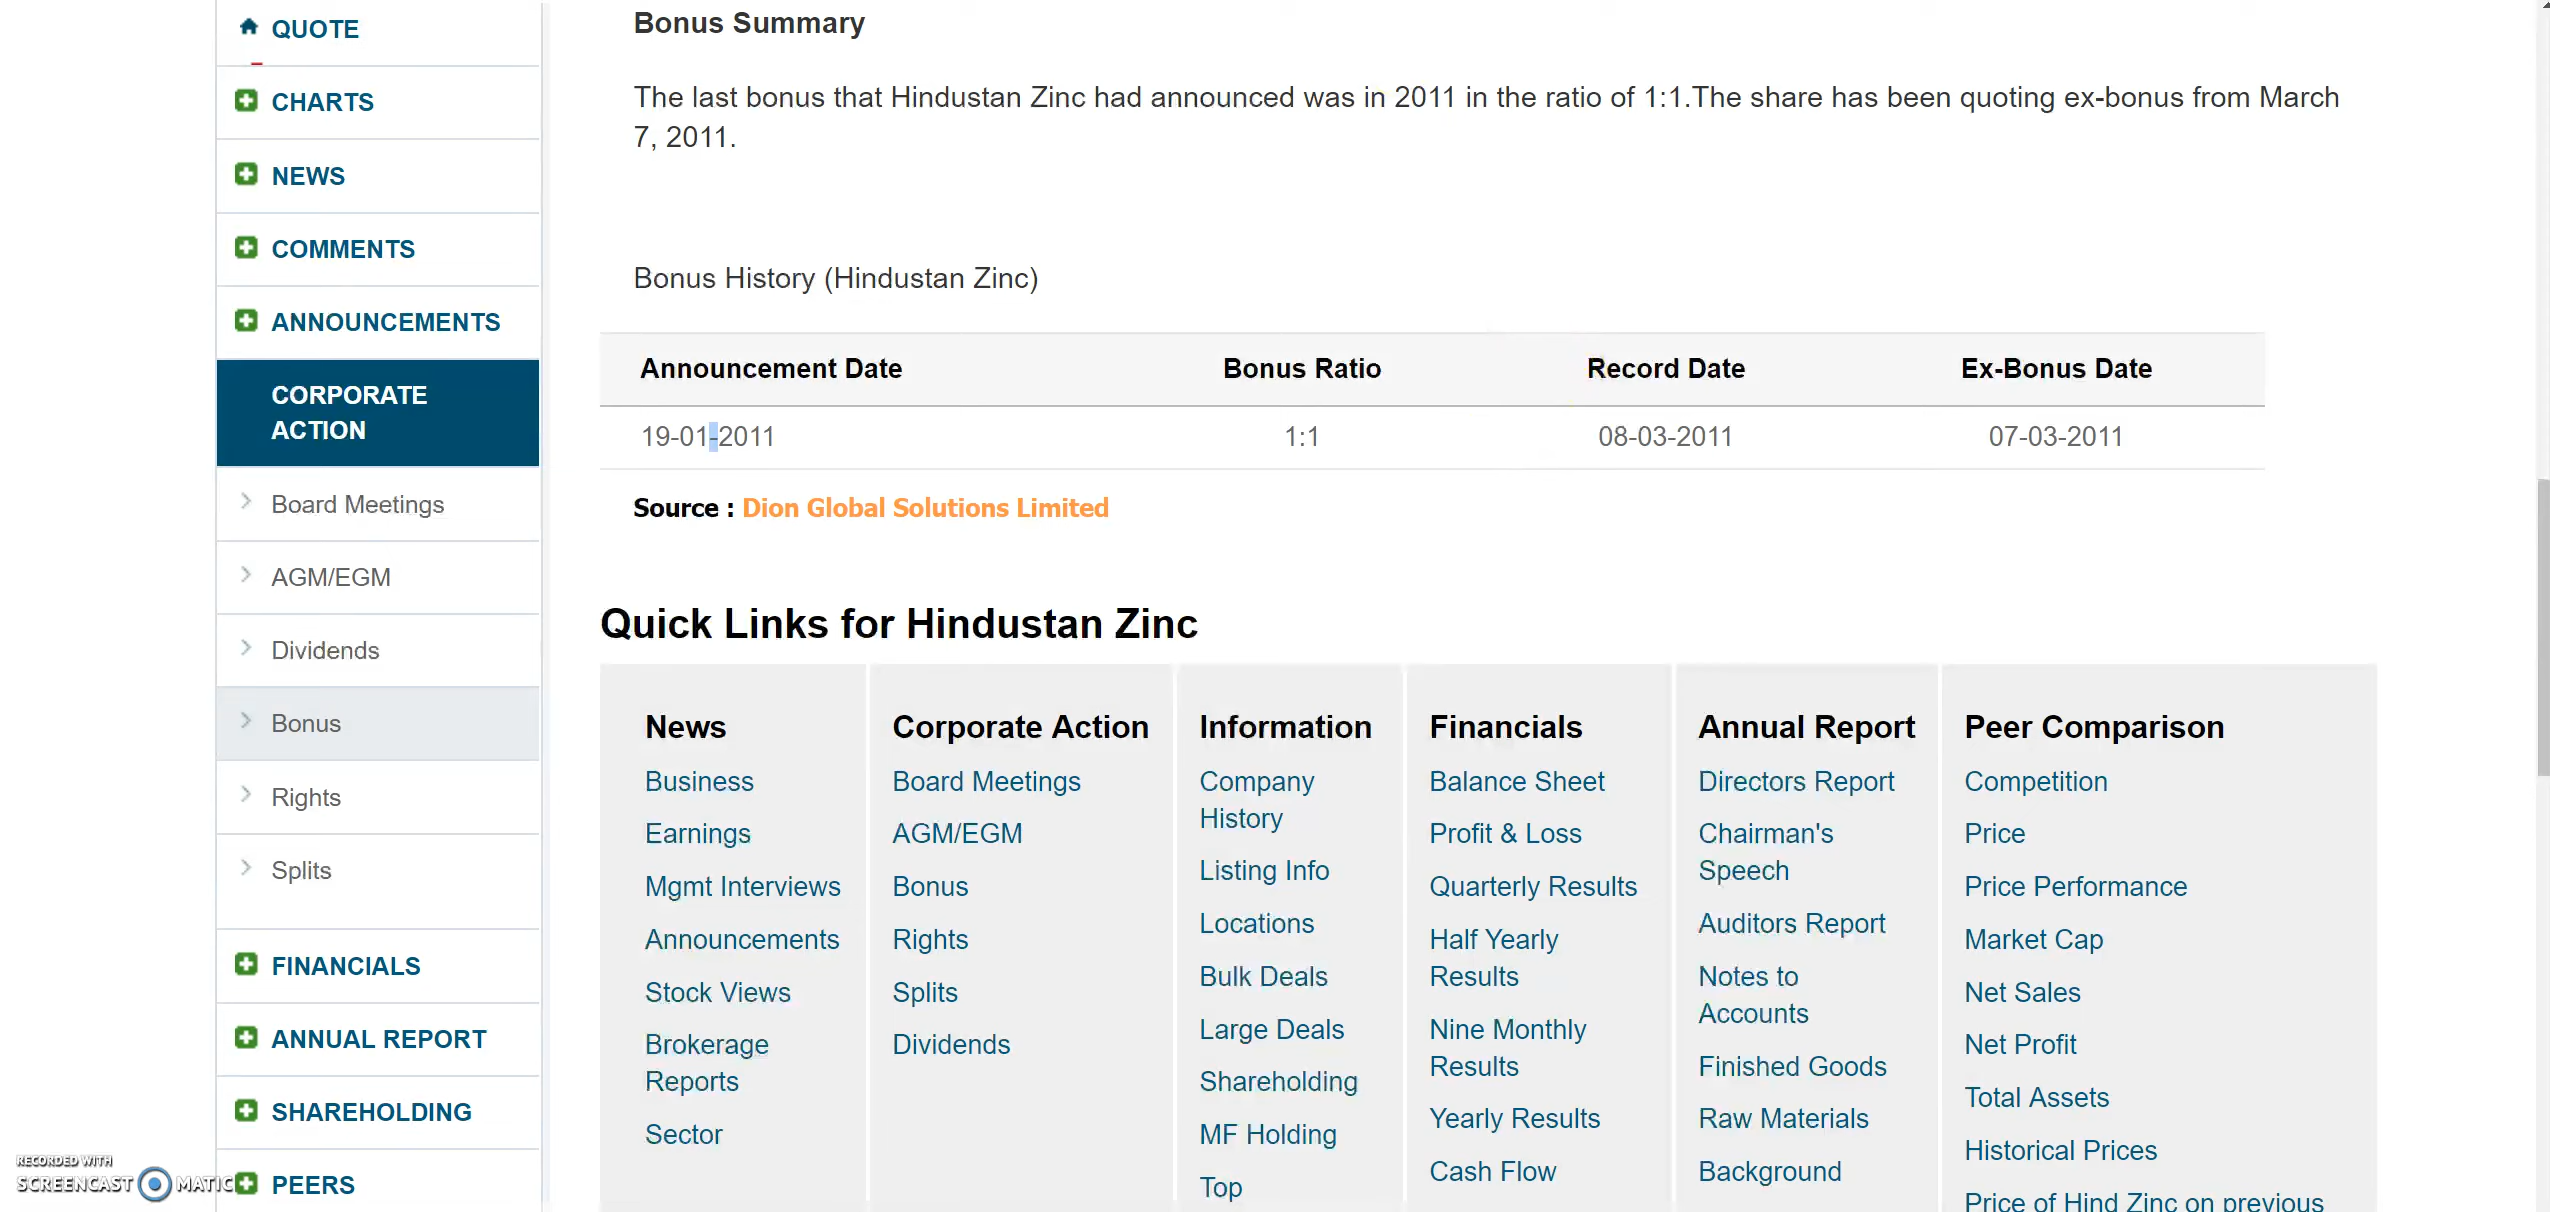 QUOTE
CHARTS
NEWS
COMMENTS
ANNOUNCEMENTS
CORPORATE
ACTION
Board Meetings
AGM/EGM
Dividends
Bonus
Rights
Splits
FINANCIALS
ANNUAL REPORT
SHAREHOLDING
PEERS
Bonus Summary
The last bonus that Hindustan Zinc had announced was in 2011 in the ratio of 1:1.The share has been quoting ex-bonus from March
7, 2011.
Bonus History (Hindustan Zinc)
Announcement Date Bonus Ratio Record Date Ex-Bonus Date
19-01-2011 1:1 08-03-2011 07-03-2011
Source : Dion Global Solutions Limited
Quick Links for Hindustan Zinc
News
Business
Earnings
Mgmt Interviews
Announcements
Stock Views
Brokerage
Reports
Sector
Corporate Action
Board Meetings
AGM/EGM
Bonus
Rights
Splits
Dividends
Information
Company
History
Listing Info
Locations
Bulk Deals
Large Deals
Shareholding
MF Holding
Top
Financials
Balance Sheet
Profit & Loss
Quarterly Results
Half Yearly
Results
Nine Monthly
Results
Yearly Results
Cash Flow
Annual Report
Directors Report
Chairman's
Speech
Auditors Report
Notes to
Accounts
Finished Goods
Raw Materials
Background
Peer Comparison
Competition
Price
Price Performance
Market Cap
Net Sales
Net Profit
Total Assets
Historical Prices
Price of Hind Zinc on previous
RECORDED WITH
SCREENCAST MATIC